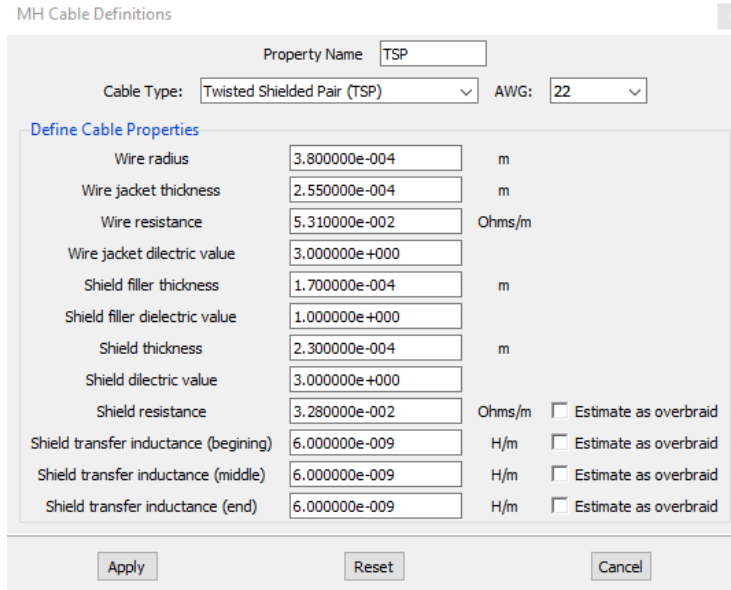 MH Cable Definitions
Property Name TSP
Cable Type: Twisted Shielded Pair (TSP) AWG: 22
Define Cable Properties
Wire radius 3.800000e-004 m
Wire jacket thickness 2.550000e-004 m
Wire resistance 5.310000e-002 Ohms/m
Wire jacket dilectric value 3.000000e+000
Shield filler thickness 1.700000e-004 m
Shield filler dielectric value 1.000000e+000
Shield thickness 2.300000e-004 m
Shield dilectric value 3.000000e+000
Shield resistance 3.280000e-002 Ohms/m Estimate as overbraid
Shield transfer inductance (begining) 6.000000e-009 H/m Estimate as overbraid
Shield transfer inductance (middle) 6.000000e-009 H/m Estimate as overbraid
Shield transfer inductance (end) 6.000000e-009 H/m Estimate as overbraid
Apply Reset Cancel